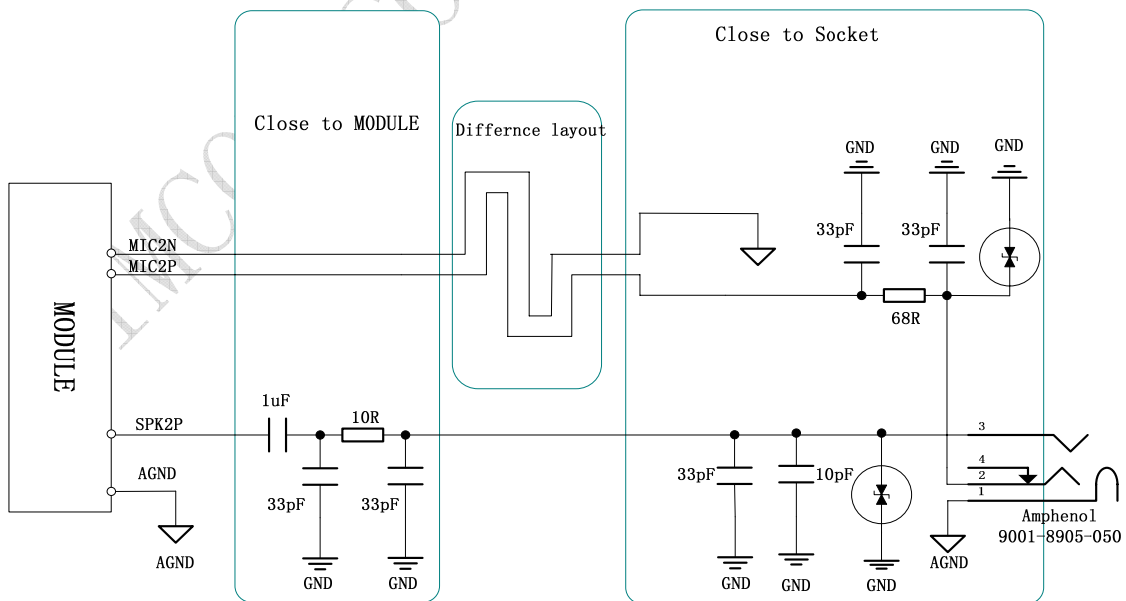 Close to Socket
Close to MODULE
Differnce layout
GND
GND
GND
33pF
33pF
MIC2N
MIC2P
68R
MODULE
1uF
10R
SPK2P
3
4
2
1
AGND
33pF
33pF
33pF
10pF
Amphenol
9001-8905-050
AGND
GND
GND
GND
GND
GND
AGND